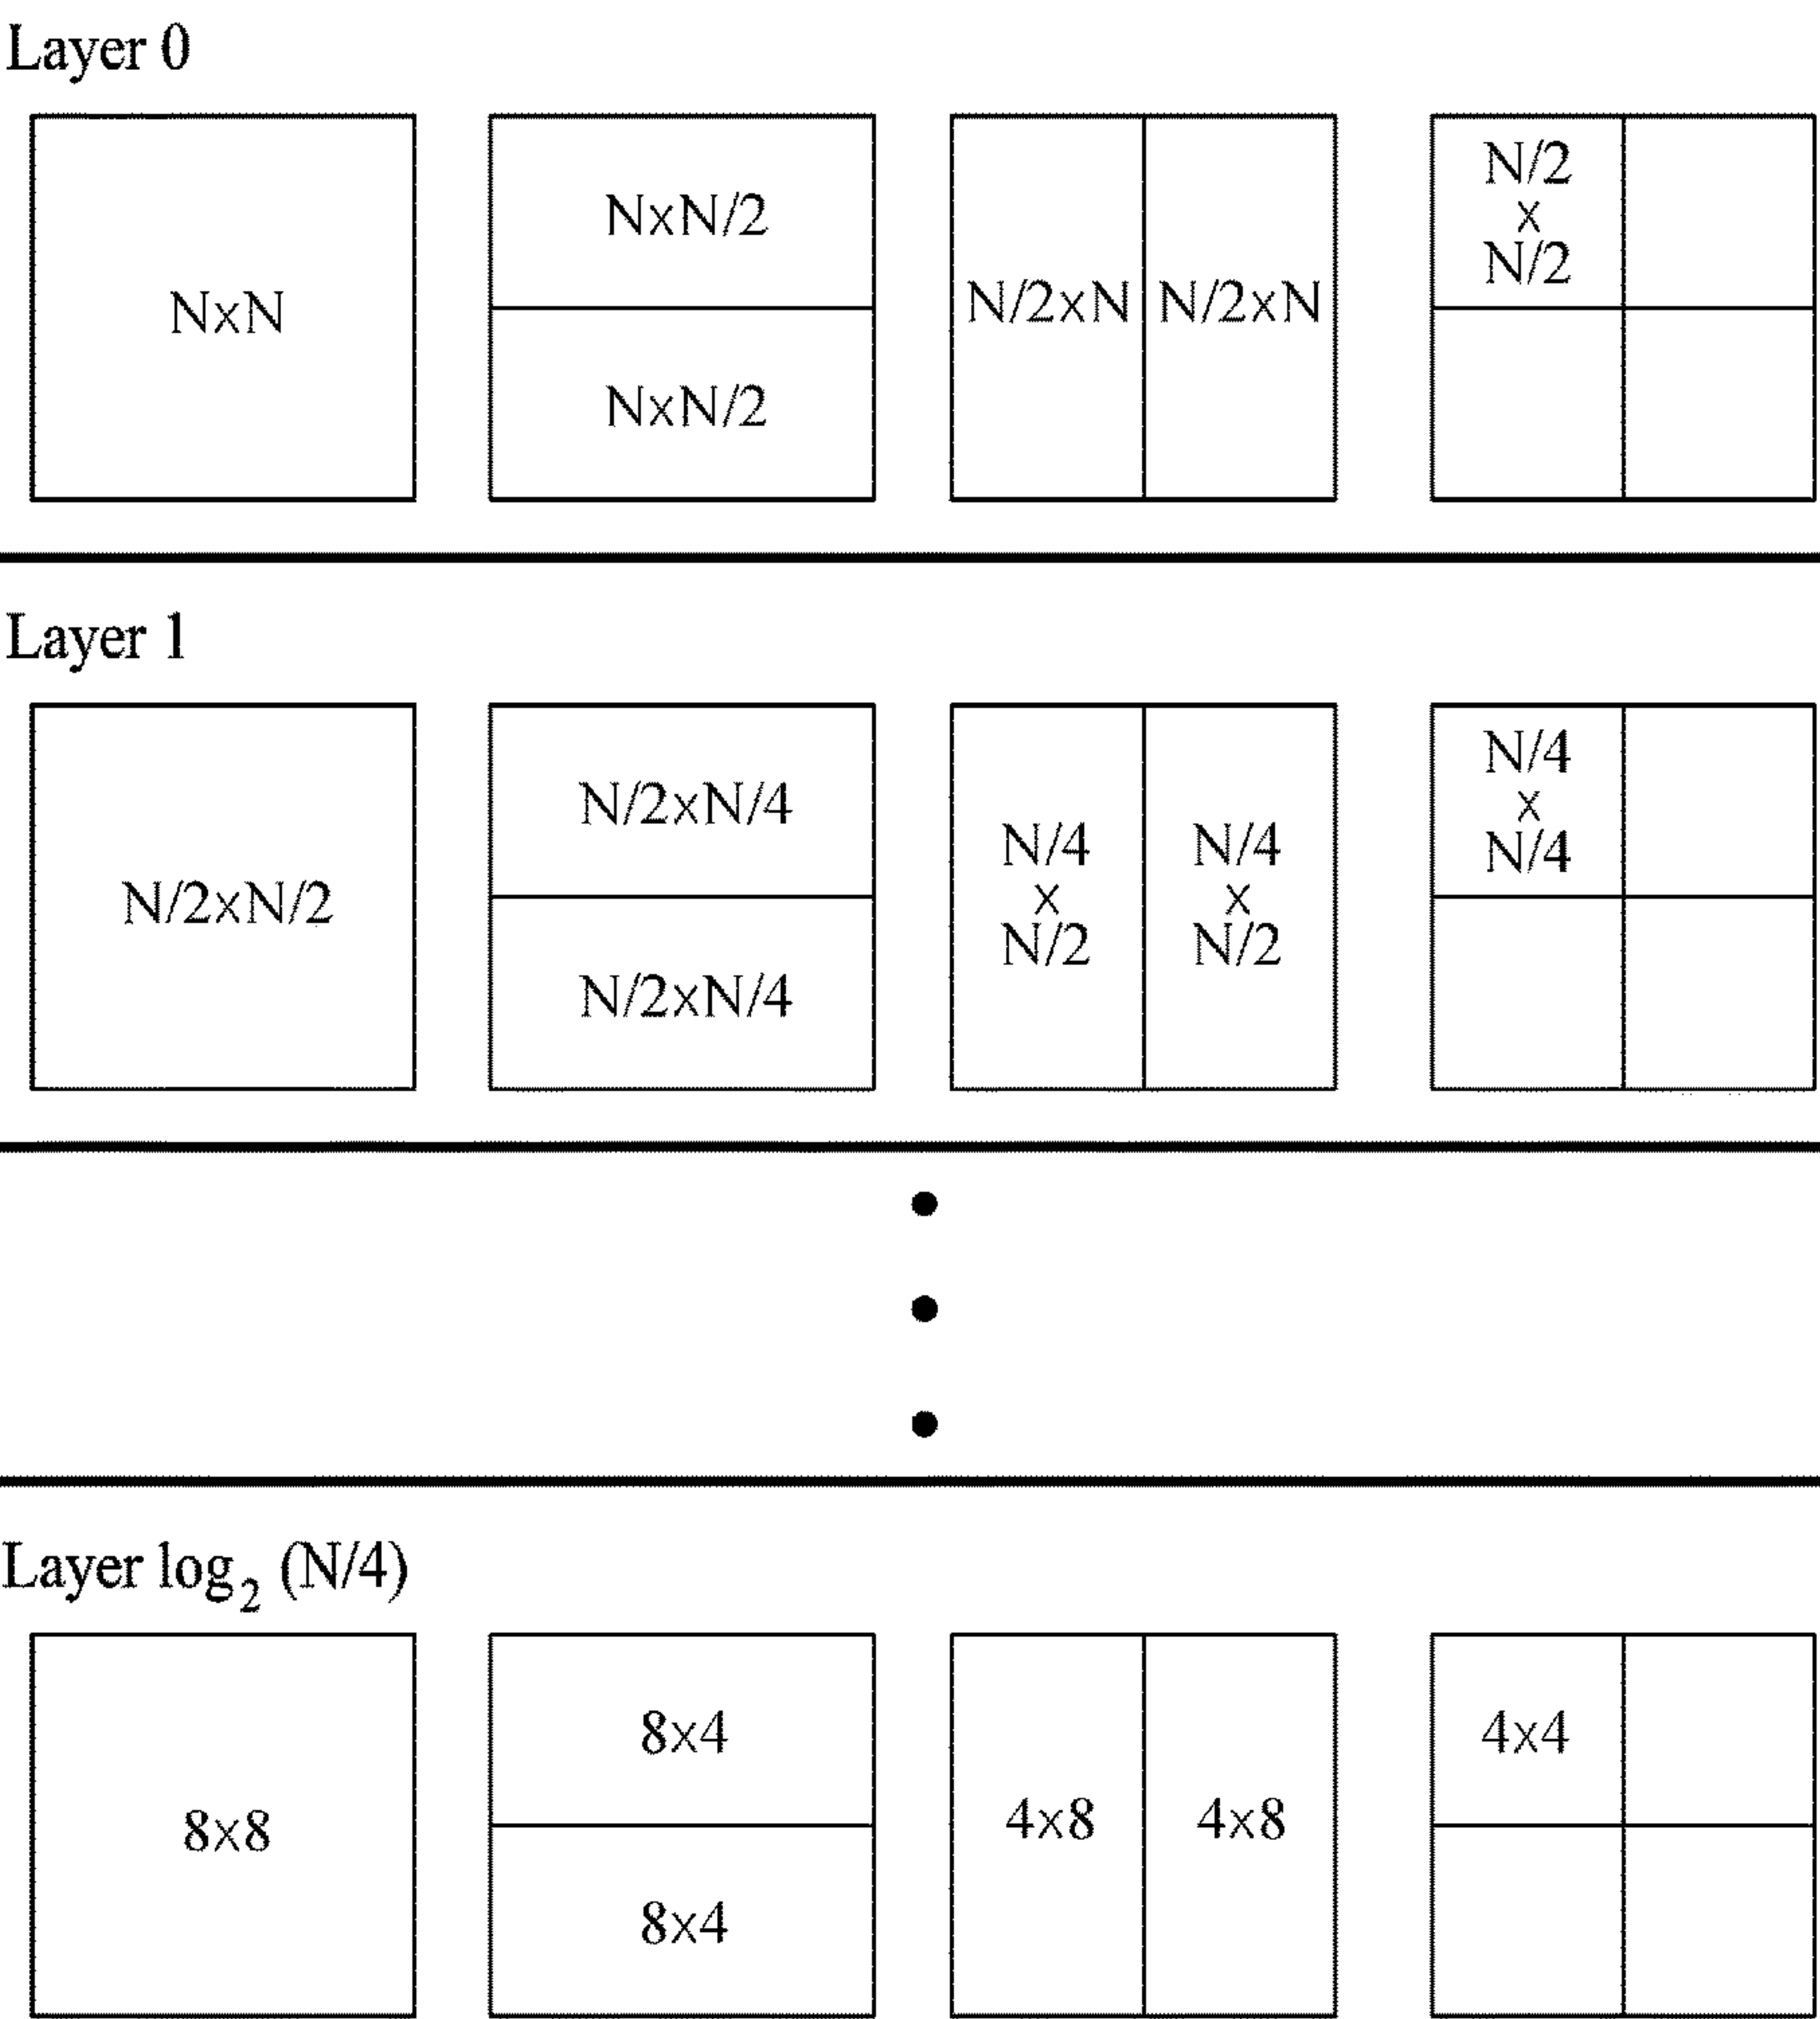 Layer 0
NxN
NxN/2
NxN/2
N/2xN
N/2xN
N/2
x
N/2
Layer 1
N/2xN/2
N/2xN/4
N/2xN/4
N/4
x
N/2
N/4
x
N/2
N/4
x
N/4
Layer log₂ (N/4)
8x8
8x4
8x4
4x8
4x8
4x4